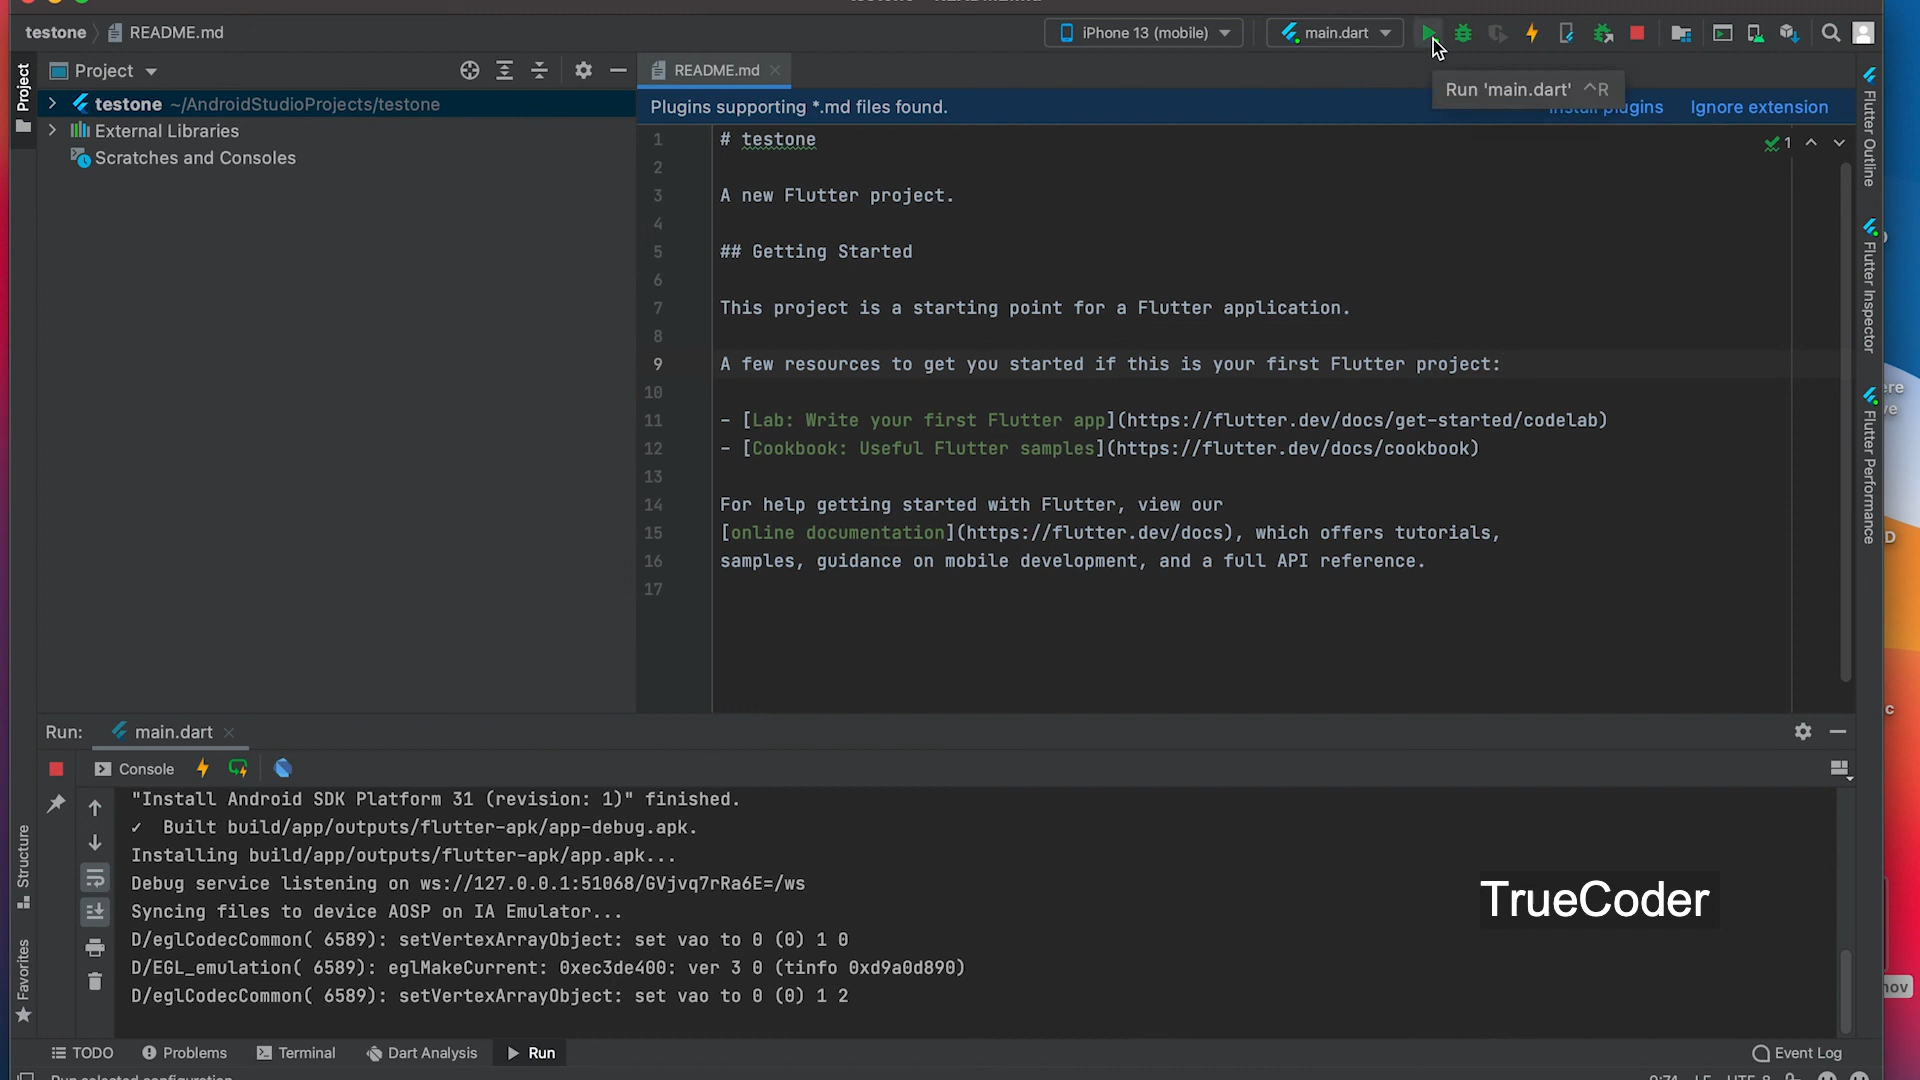 testone README.md
iPhone 13 (mobile)
main.dart
Project
README.md
Run 'main.dart' ^R
testone ~/AndroidStudioProjects/testone
External Libraries
Scratches and Consoles
Plugins supporting *.md files found.
Install plugins
Ignore extension
1 # testone
2
3 A new Flutter project.
4
5 ## Getting Started
6
7 This project is a starting point for a Flutter application.
8
9 A few resources to get you started if this is your first Flutter project:
10
11 - [Lab: Write your first Flutter app](https://flutter.dev/docs/get-started/codelab)
12 - [Cookbook: Useful Flutter samples](https://flutter.dev/docs/cookbook)
13
14 For help getting started with Flutter, view our
15 [online documentation](https://flutter.dev/docs), which offers tutorials,
16 samples, guidance on mobile development, and a full API reference.
17
1
Project
Structure
Favorites
Flutter Outline
Flutter Inspector
Flutter Performance
Run: main.dart
Console
"Install Android SDK Platform 31 (revision: 1)" finished.
✓ Built build/app/outputs/flutter-apk/app-debug.apk.
Installing build/app/outputs/flutter-apk/app.apk...
Debug service listening on ws://127.0.0.1:51068/GVjvq7rRa6E=/ws
Syncing files to device AOSP on IA Emulator...
D/eglCodecCommon( 6589): setVertexArrayObject: set vao to 0 (0) 1 0
D/EGL_emulation( 6589): eglMakeCurrent: 0xec3de400: ver 3 0 (tinfo 0xd9a0d890)
D/eglCodecCommon( 6589): setVertexArrayObject: set vao to 0 (0) 1 2
TrueCoder
TODO Problems Terminal Dart Analysis Run
Event Log